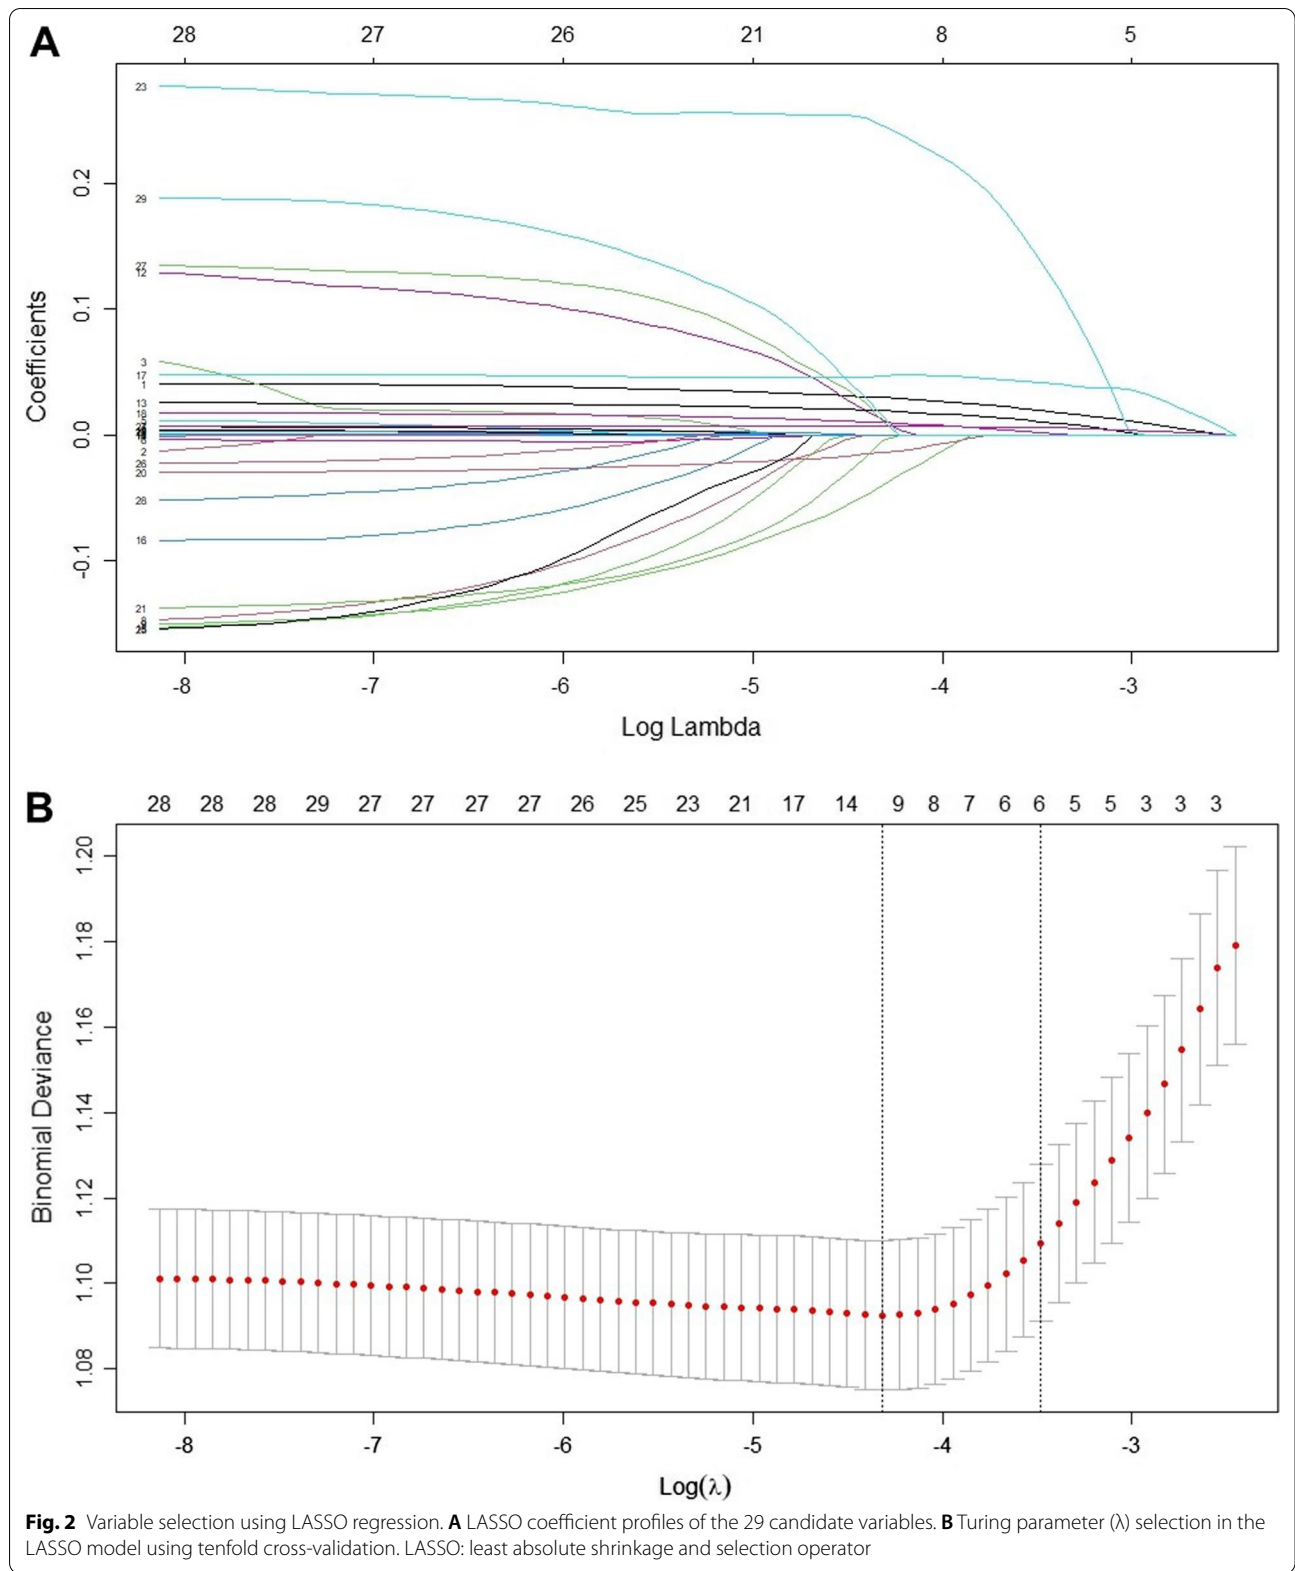 A
28 27 26 21 8 5
23
29
27
12
3
17
1
13
18
2
26
20
28
16
21
0.2
0.1
0.0
-0.1
Coefficients
-8 -7 -6 -5 -4 -3
Log Lambda
B
28 28 28 29 27 27 27 27 26 25 23 21 17 14 9 8 7 6 6 5 5 3 3 3
1.20
1.18
1.16
1.14
1.12
1.10
1.08
Binomial Deviance
-8 -7 -6 -5 -4 -3
Log(λ)
Fig. 2 Variable selection using LASSO regression. A LASSO coefficient profiles of the 29 candidate variables. B Turing parameter (λ) selection in the
LASSO model using tenfold cross-validation. LASSO: least absolute shrinkage and selection operator